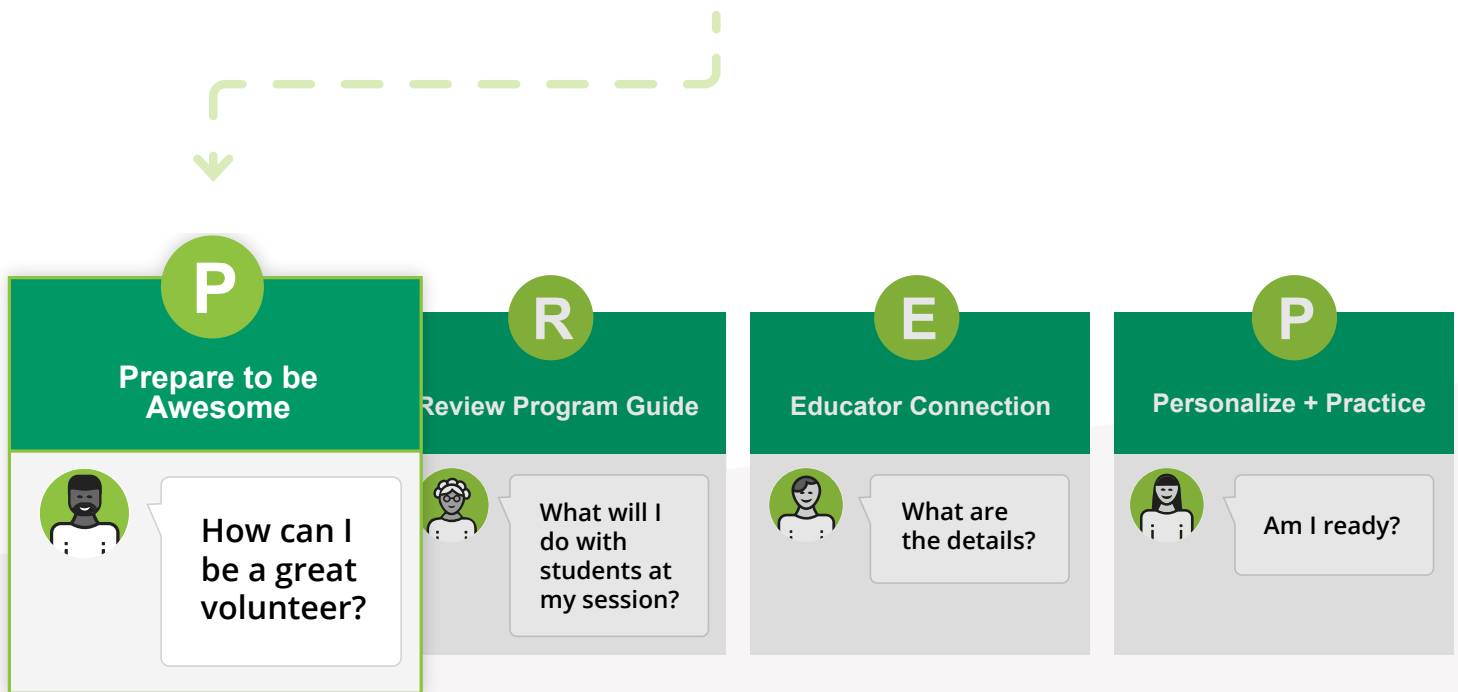 P
Prepare to be
Awesome
How can I
be a great
volunteer?
R
Review Program Guide
What will I
do with
students at
my session?
E
Educator Connection
What are
the details?
P
Personalize + Practice
Am I ready?